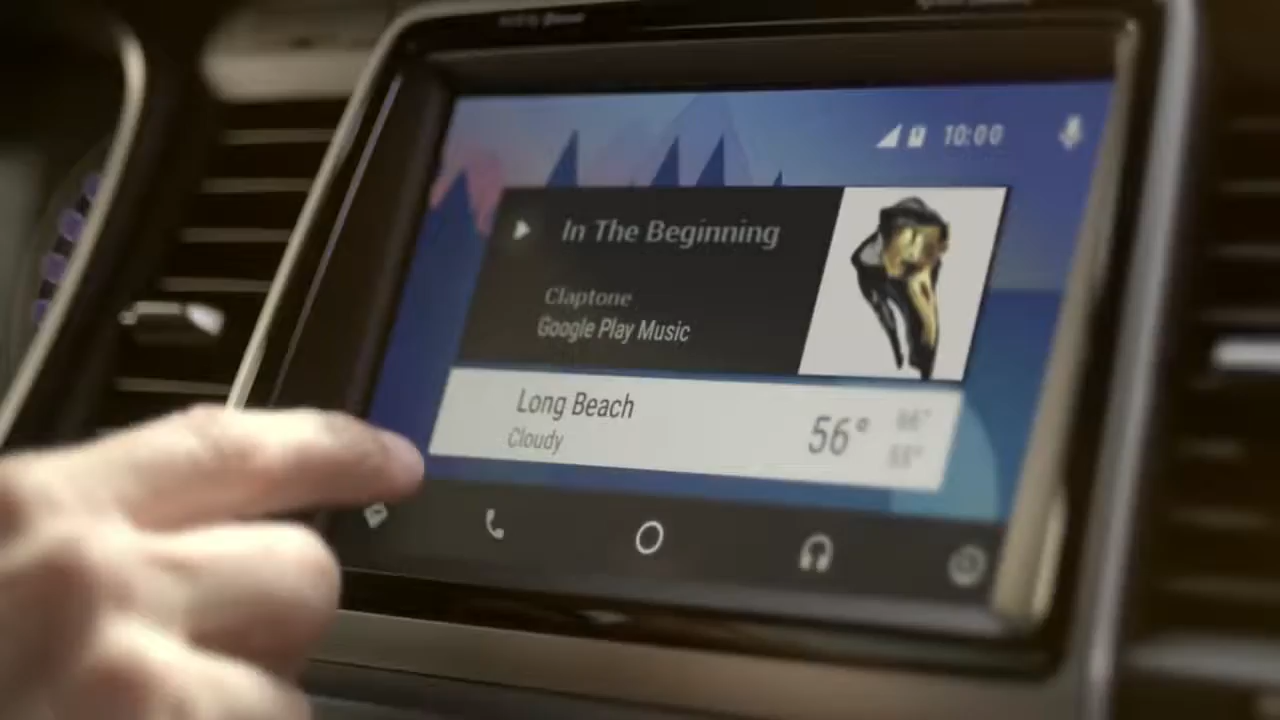 10:00
In The Beginning
Claptone
Google Play Music
Long Beach
Cloudy
56°